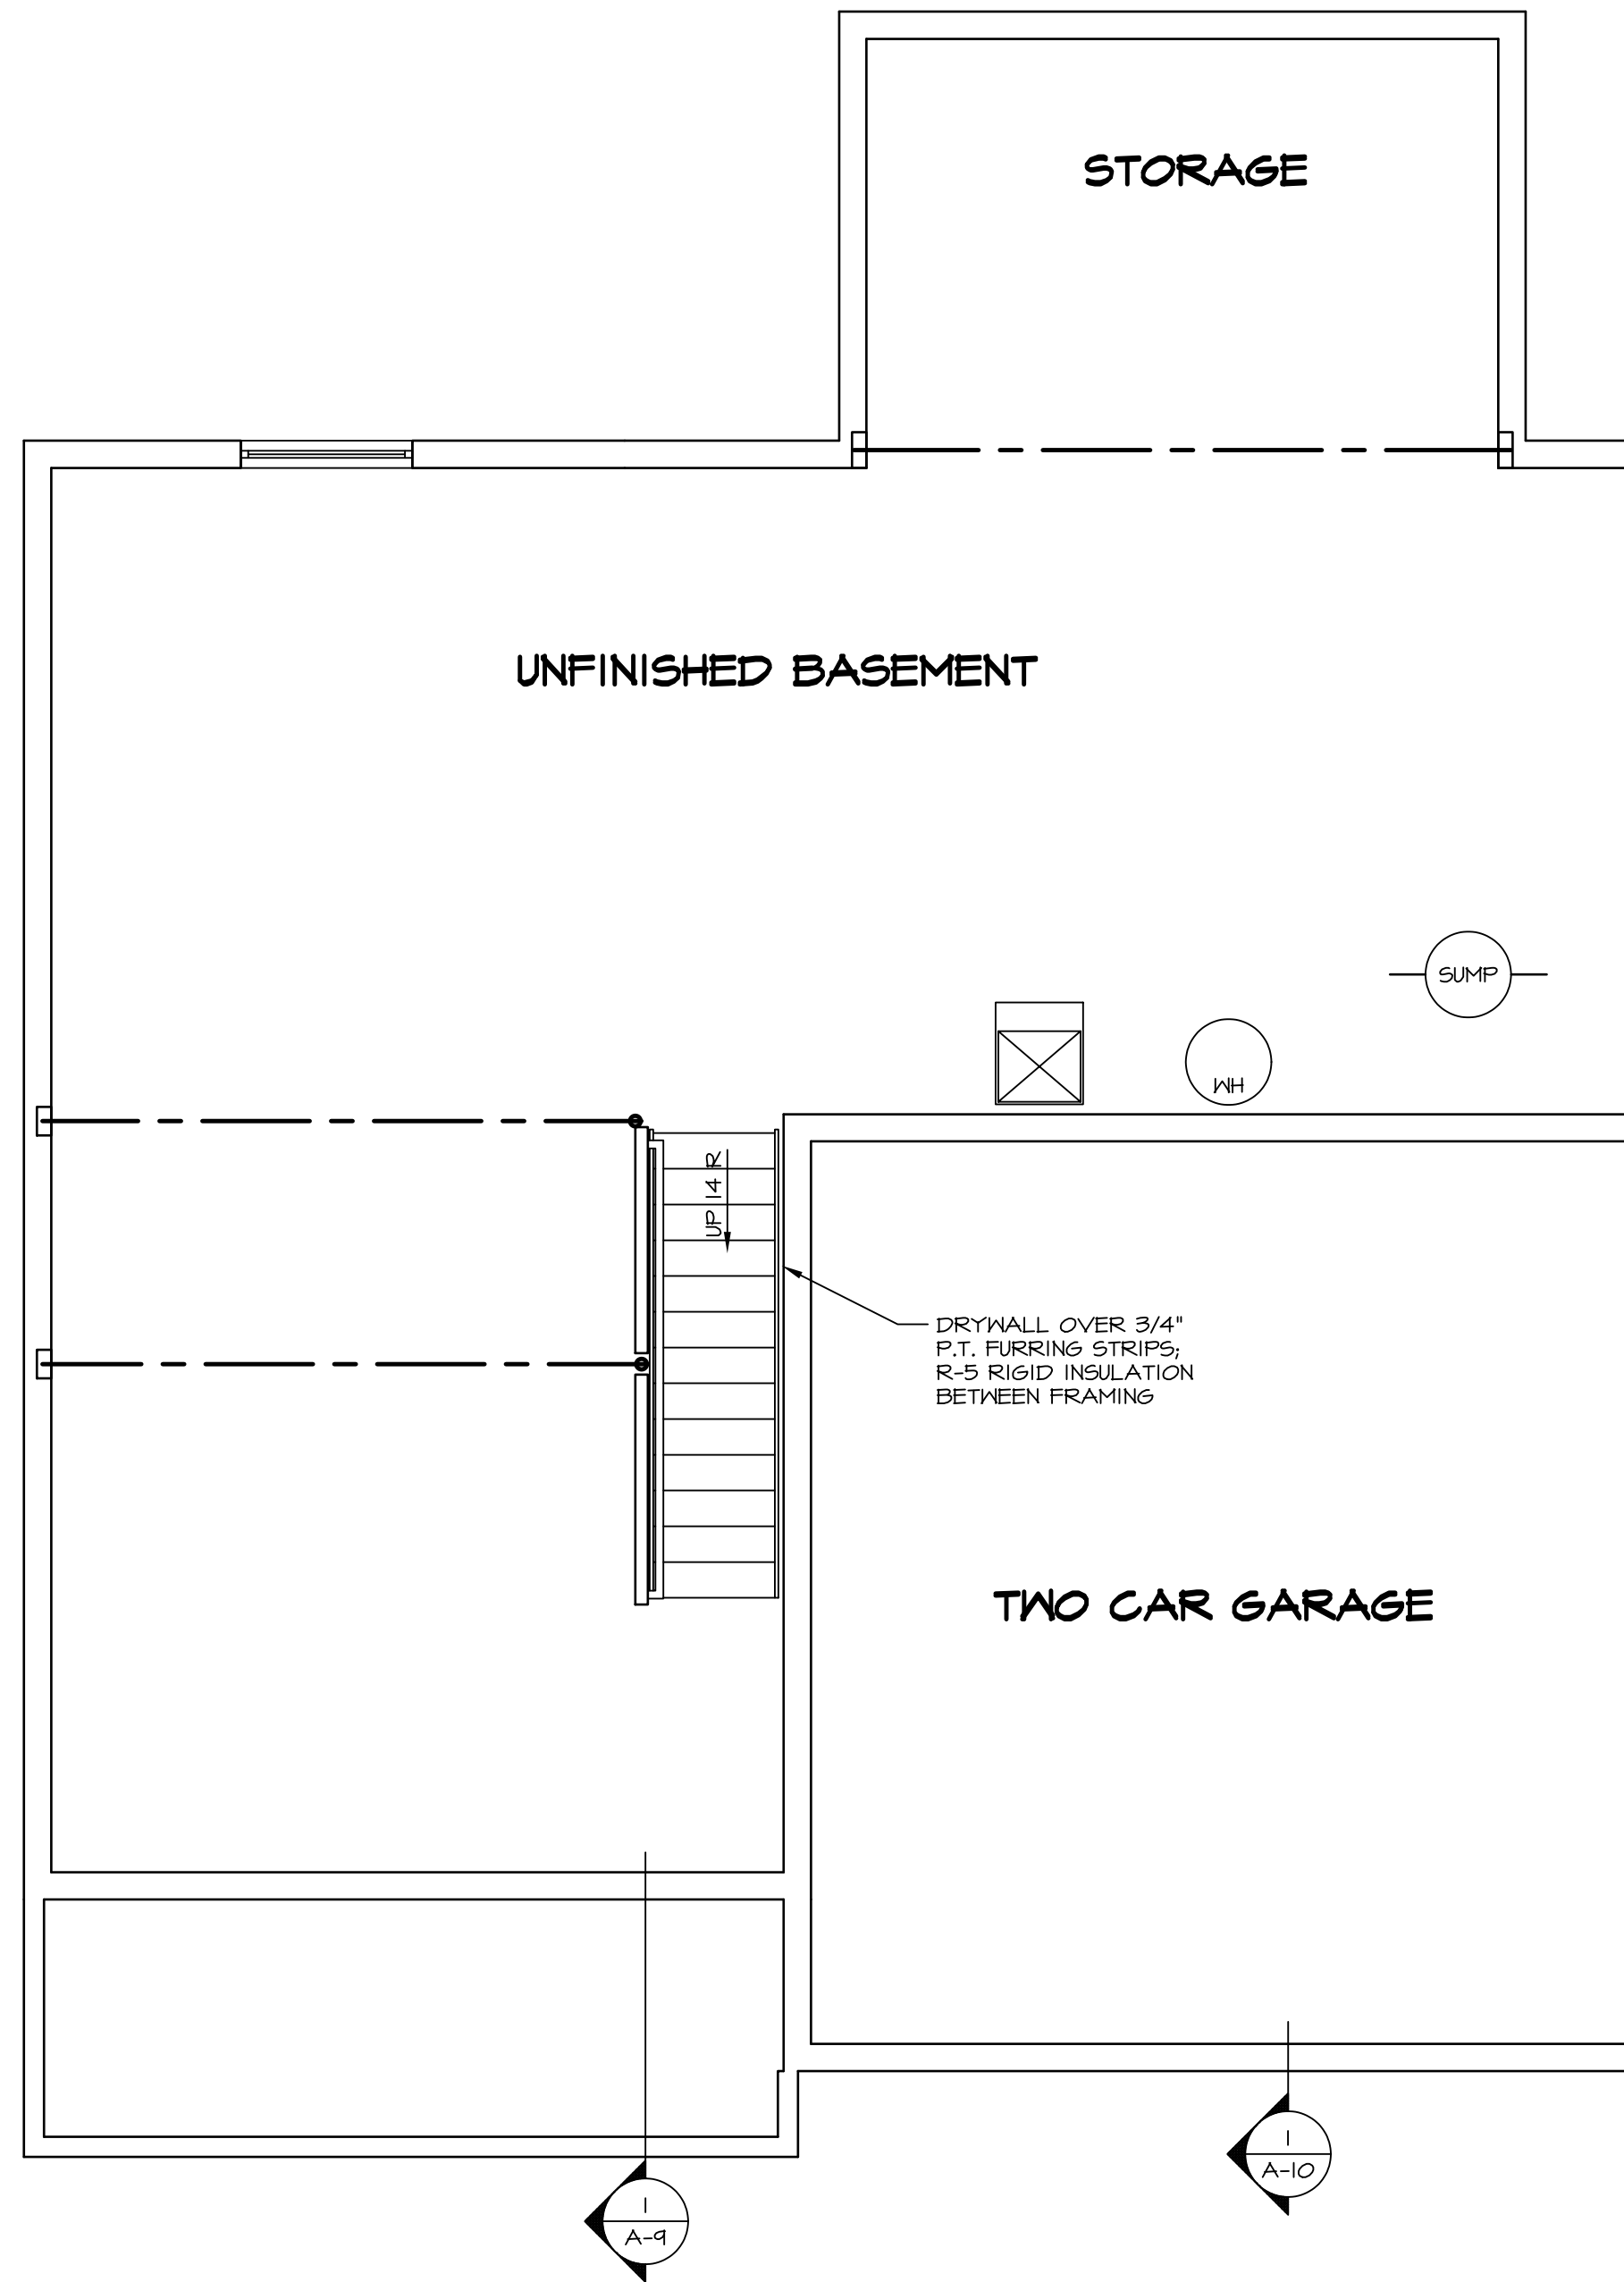 STORAGE
UNFINISHED BASEMENT
SUMP
WH
UP 14 R
DRYWALL OVER 3/4"
P.T. FURRING STRIPS;
R-5 RIGID INSULATION
BETWEEN FRAMING
TWO CAR GARAGE
1
A-10
1
A-9